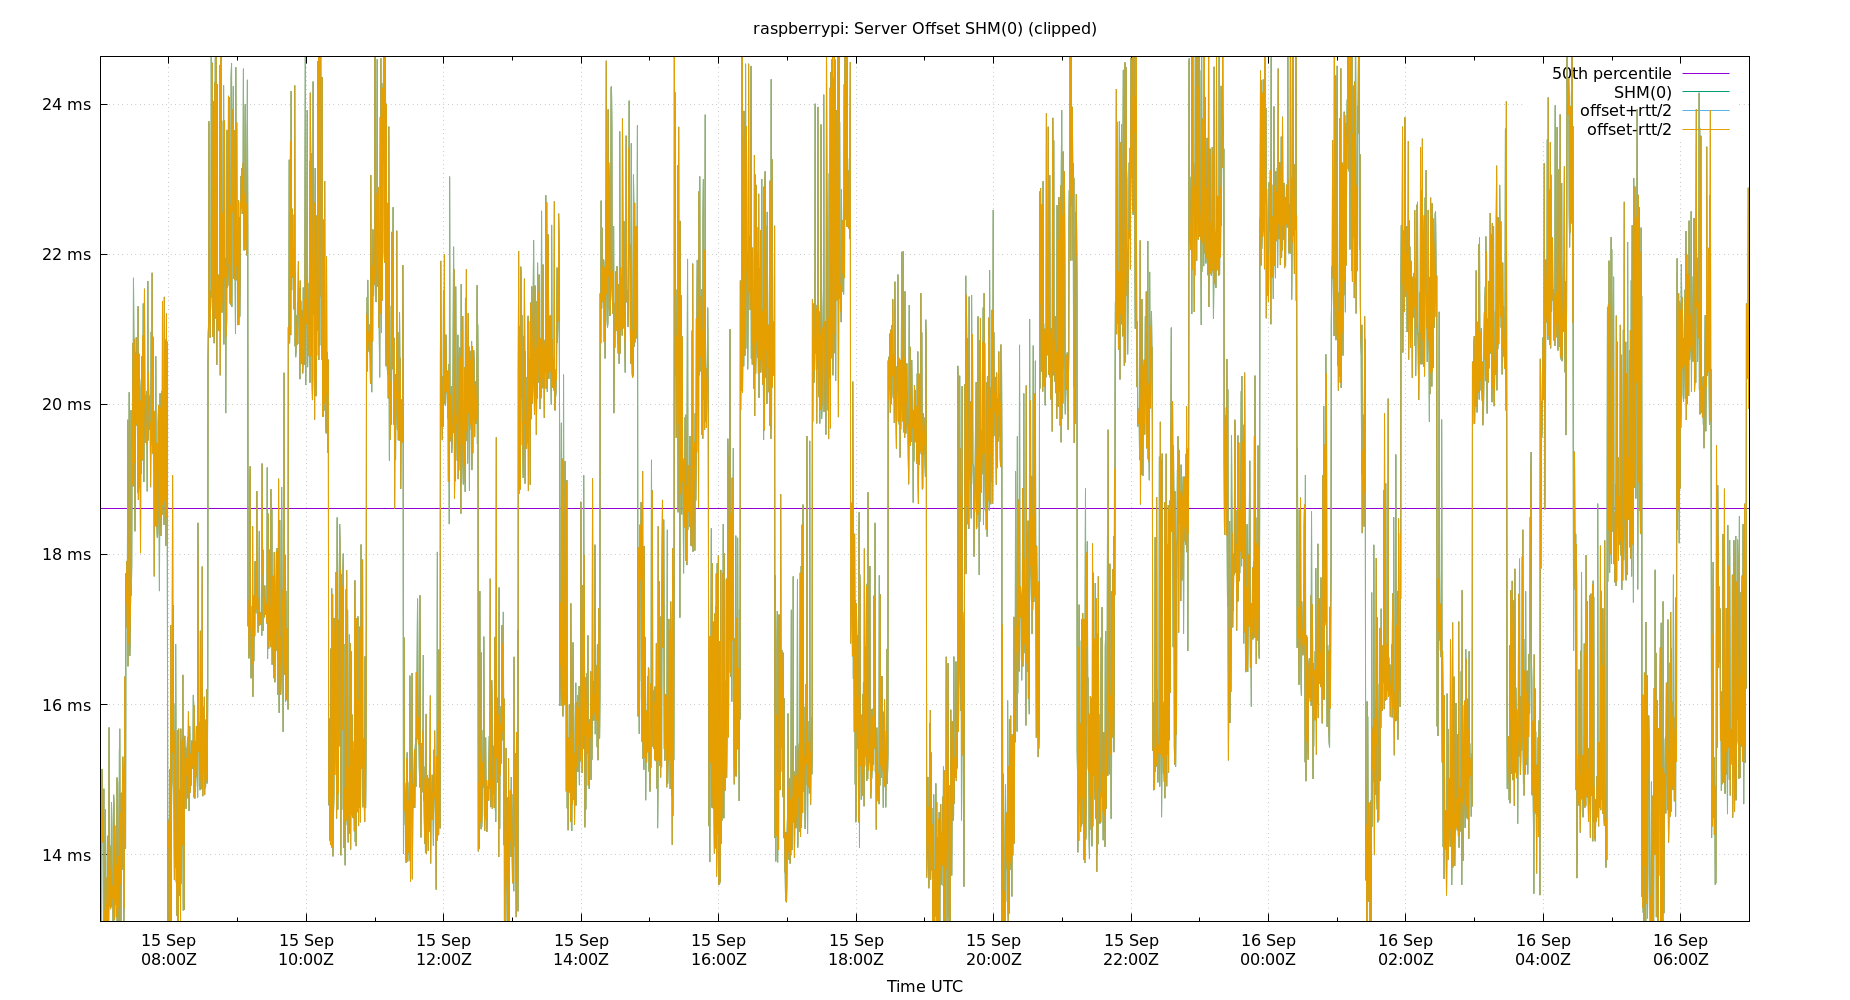 raspberrypi: Server Offset SHM(0) (clipped)
50th percentile
SHM(0)
offset+rtt/2
offset-rtt/2
24 ms
22 ms
20 ms
18 ms
16 ms
14 ms
15 Sep 15 Sep 15 Sep 15 Sep 15 Sep 15 Sep 15 Sep 15 Sep 16 Sep 16 Sep 16 Sep 16 Sep
08:00Z 10:00Z 12:00Z 14:00Z 16:00Z 18:00Z 20:00Z 22:00Z 00:00Z 02:00Z 04:00Z 06:00Z
Time UTC